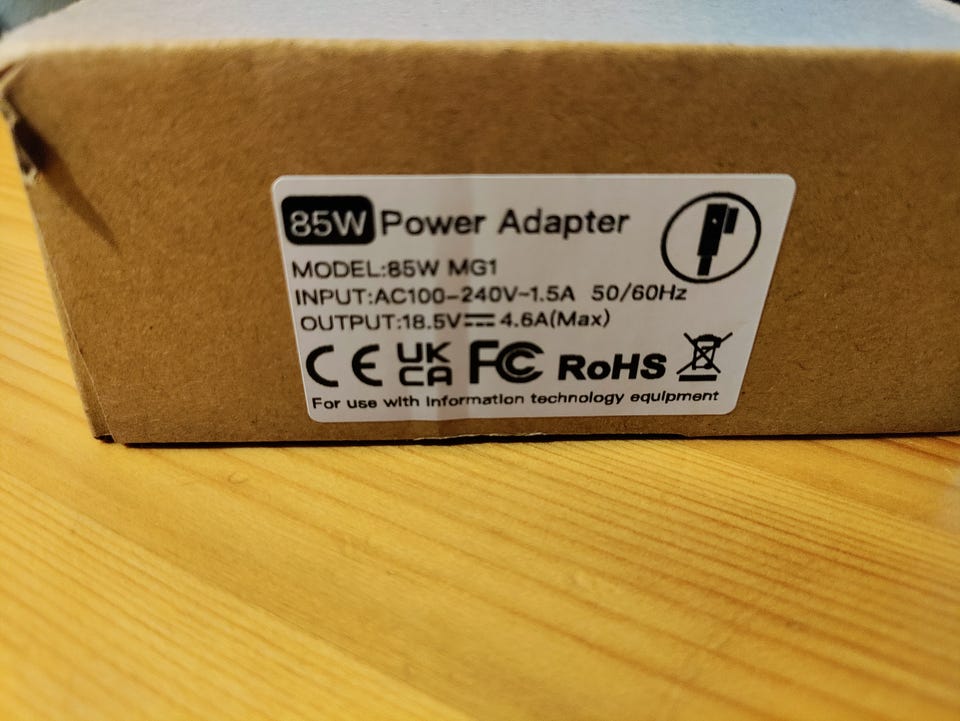 85W Power Adapter
MODEL:85W MG1
INPUT:AC100-240V~1.5A 50/60Hz
OUTPUT:18.5V⎓4.6A(Max)
CE UK CA FC RoHS
For use with information technology equipment